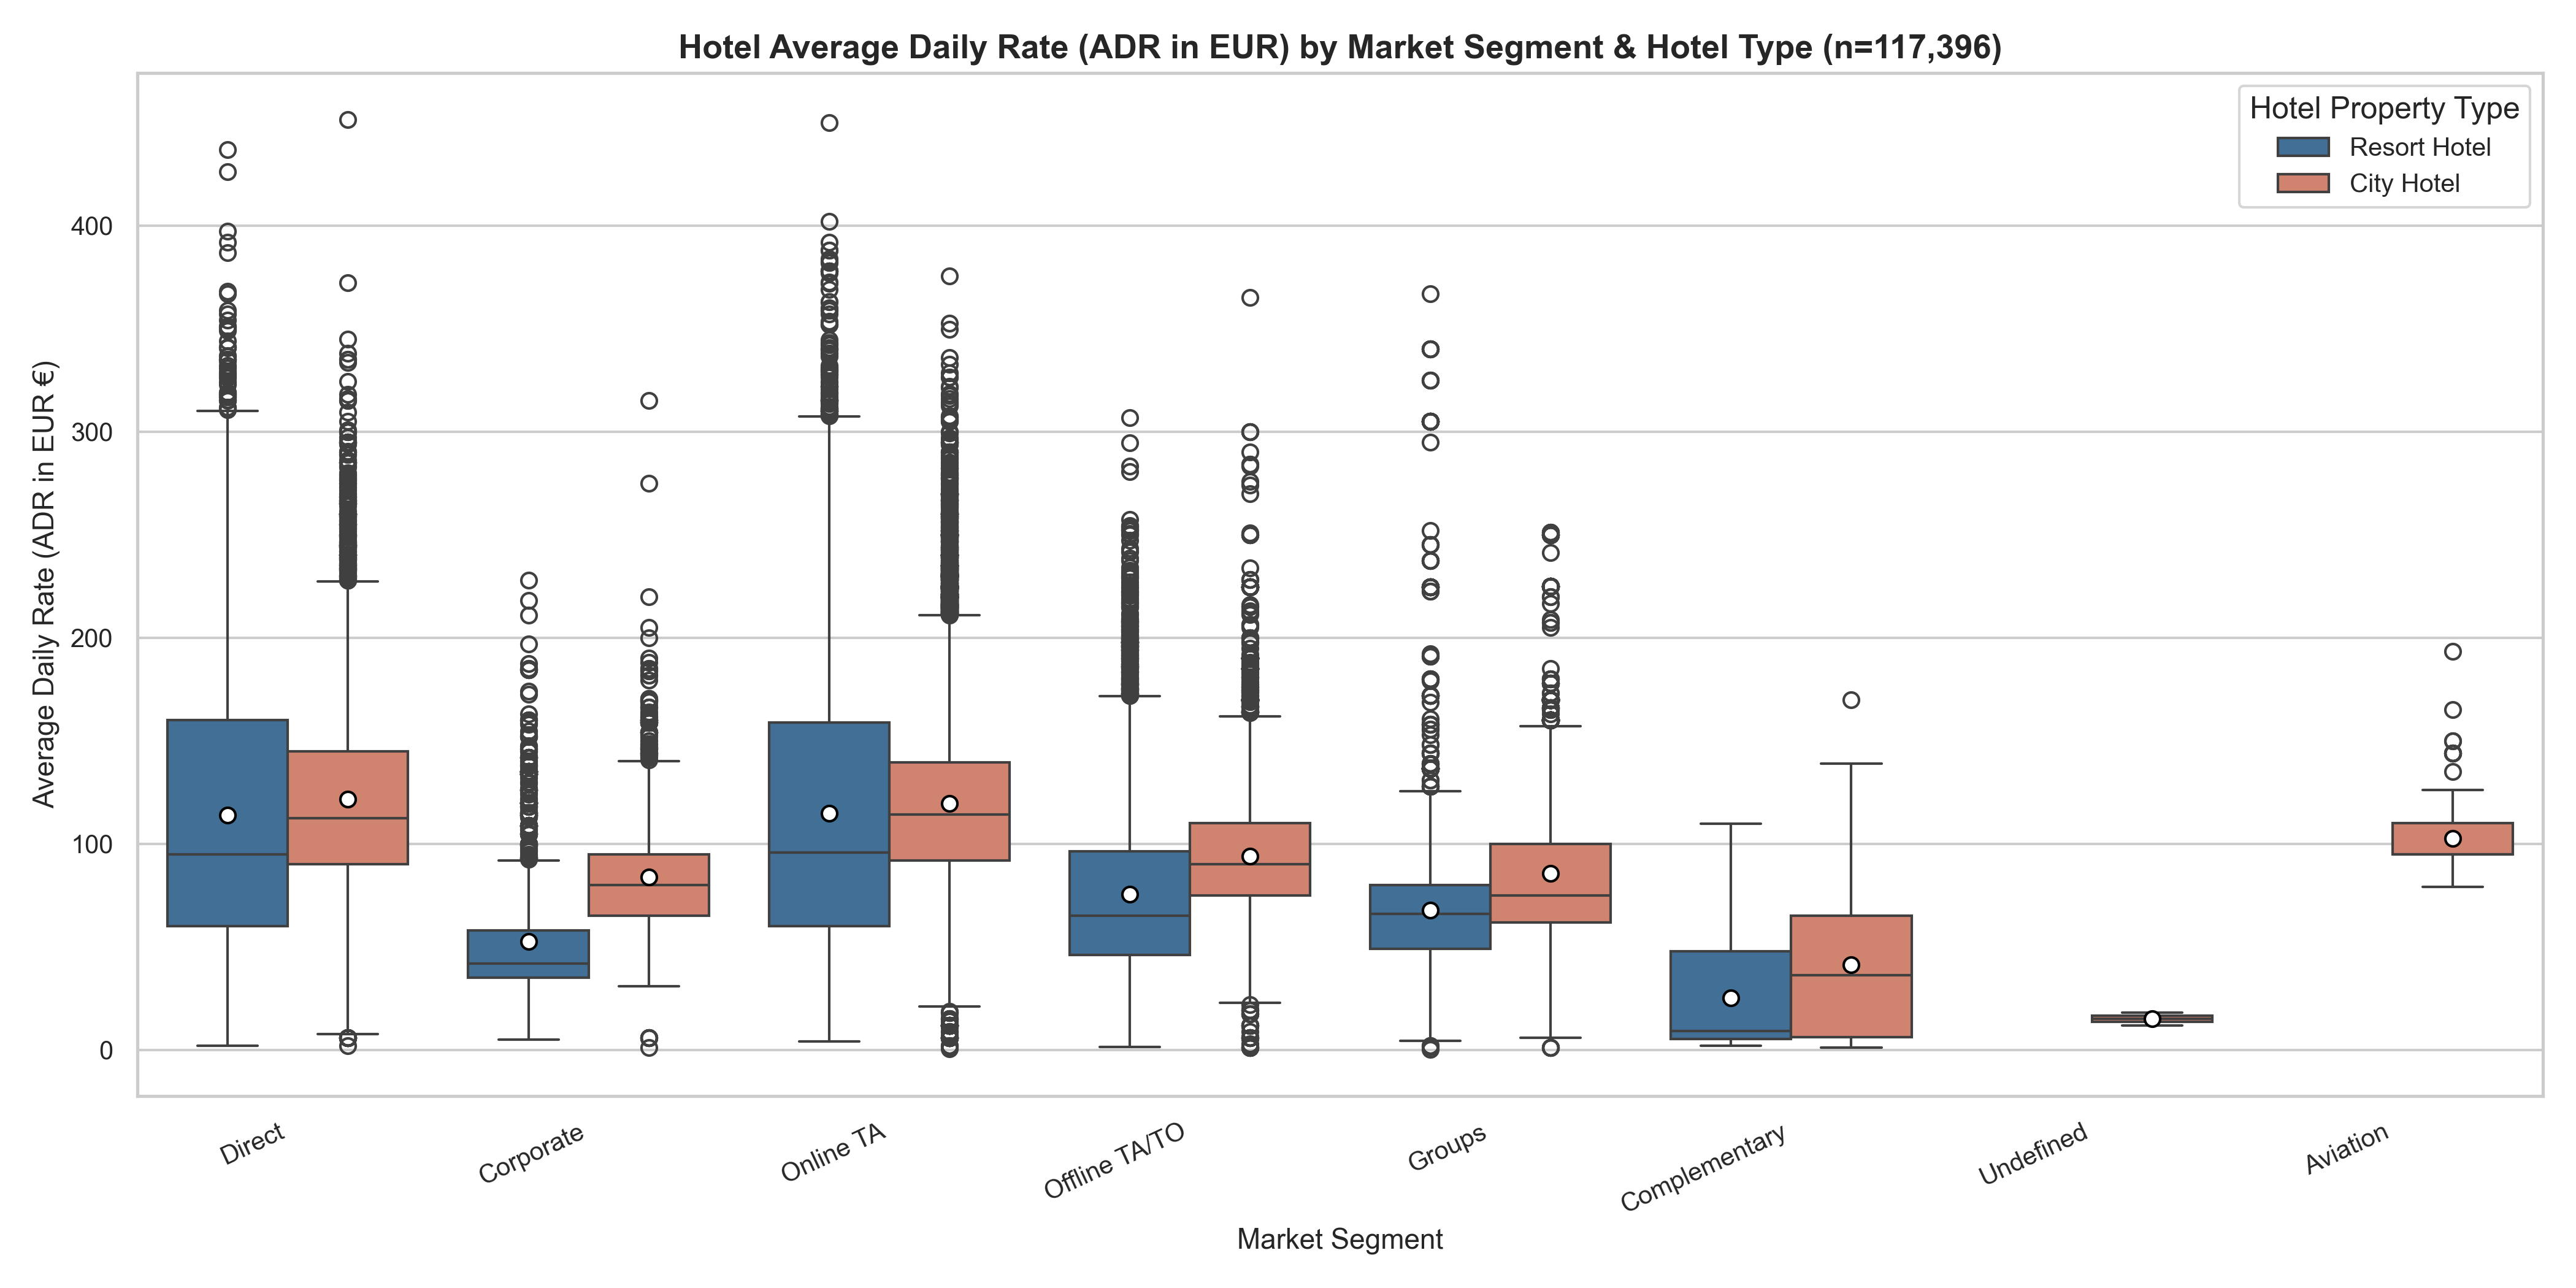 Hotel Average Daily Rate (ADR in EUR) by Market Segment & Hotel Type (n=117,396)
Hotel Property Type
Resort Hotel
City Hotel
Average Daily Rate (ADR in EUR €)
400
300
200
100
0
Direct
Corporate
Online TA
Offline TA/TO
Groups
Complementary
Undefined
Aviation
Market Segment